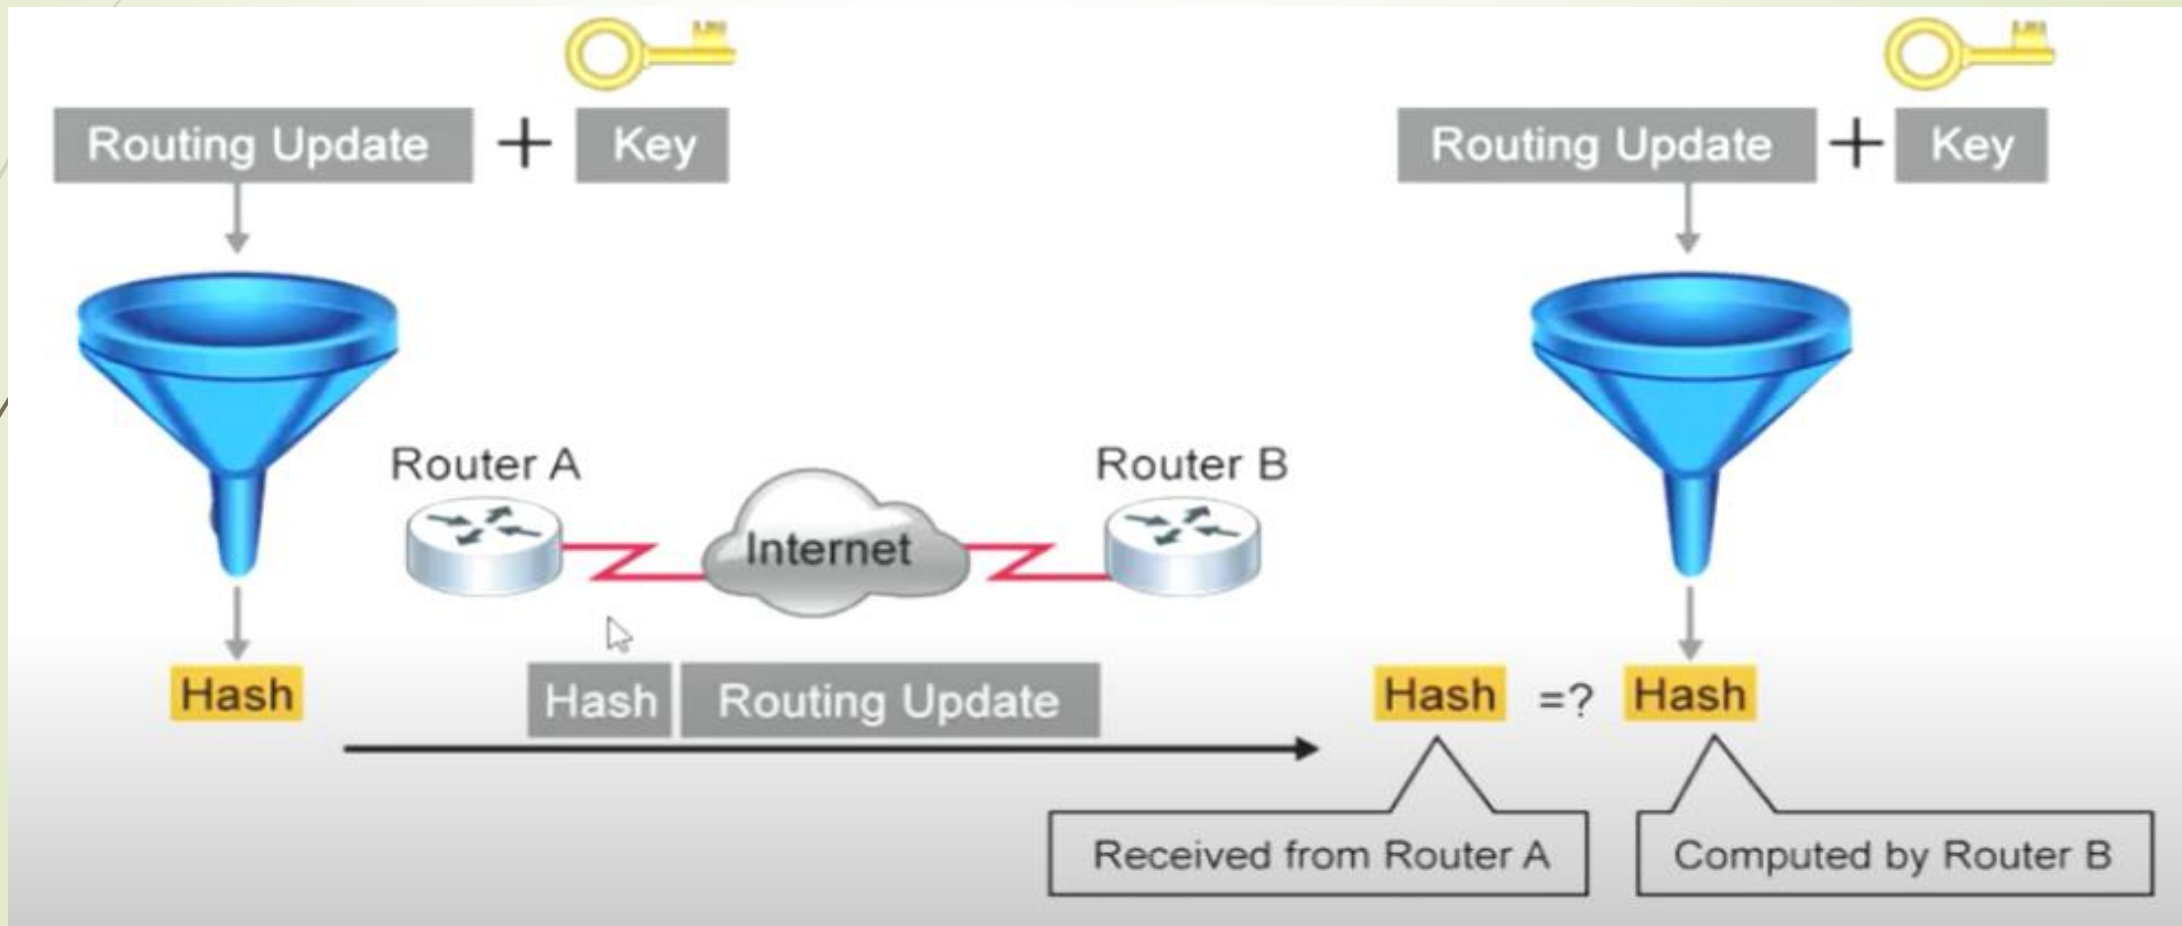 Routing Update + Key
Routing Update + Key
Router A
Router B
Internet
Hash
Hash Routing Update
Hash =? Hash
Received from Router A
Computed by Router B